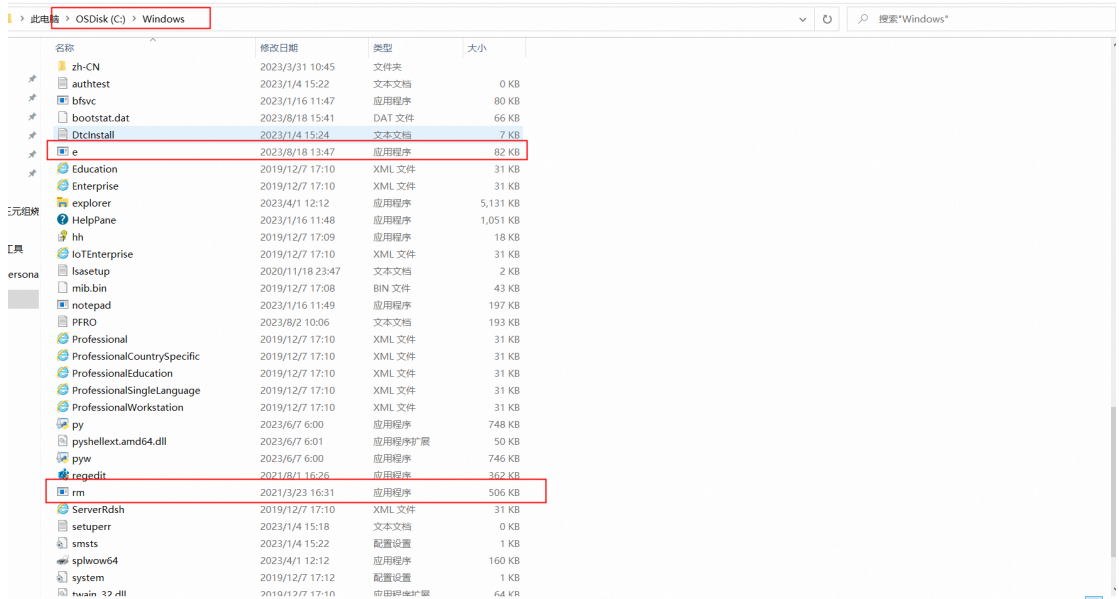 此电脑 > OSDisk (C:) > Windows
搜索"Windows"
名称 修改日期 类型 大小
zh-CN 2023/3/31 10:45 文件夹
authtest 2023/1/4 15:22 文本文档 0 KB
bfsvc 2023/1/16 11:47 应用程序 80 KB
bootstat.dat 2023/8/18 15:41 DAT 文件 66 KB
DtcInstall 2023/1/4 15:24 文本文档 7 KB
e 2023/8/18 13:47 应用程序 82 KB
Education 2019/12/7 17:10 XML 文件 31 KB
Enterprise 2019/12/7 17:10 XML 文件 31 KB
explorer 2023/4/1 12:12 应用程序 5,131 KB
HelpPane 2023/1/16 11:48 应用程序 1,051 KB
hh 2019/12/7 17:09 应用程序 18 KB
IoTEnterprise 2019/12/7 17:10 XML 文件 31 KB
lsasetup 2020/11/18 23:47 文本文档 2 KB
mib.bin 2019/12/7 17:08 BIN 文件 43 KB
notepad 2023/1/16 11:49 应用程序 197 KB
PFRO 2023/8/2 10:06 文本文档 193 KB
Professional 2019/12/7 17:10 XML 文件 31 KB
ProfessionalCountrySpecific 2019/12/7 17:10 XML 文件 31 KB
ProfessionalEducation 2019/12/7 17:10 XML 文件 31 KB
ProfessionalSingleLanguage 2019/12/7 17:10 XML 文件 31 KB
ProfessionalWorkstation 2019/12/7 17:10 XML 文件 31 KB
py 2023/6/7 6:00 应用程序 748 KB
pyshellext.amd64.dll 2023/6/7 6:01 应用程序扩展 50 KB
pyw 2023/6/7 6:00 应用程序 746 KB
regedit 2021/8/1 16:26 应用程序 362 KB
rm 2021/3/23 16:31 应用程序 506 KB
ServerRdsh 2019/12/7 17:10 XML 文件 31 KB
setuperr 2023/1/4 15:18 文本文档 0 KB
smsts 2023/1/4 15:22 配置设置 1 KB
splwow64 2023/4/1 12:12 应用程序 160 KB
system 2019/12/7 17:12 配置设置 1 KB
twain_32.dll 2019/12/7 17:10 应用程序扩展 64 KB
三元组烧
工具
ersona